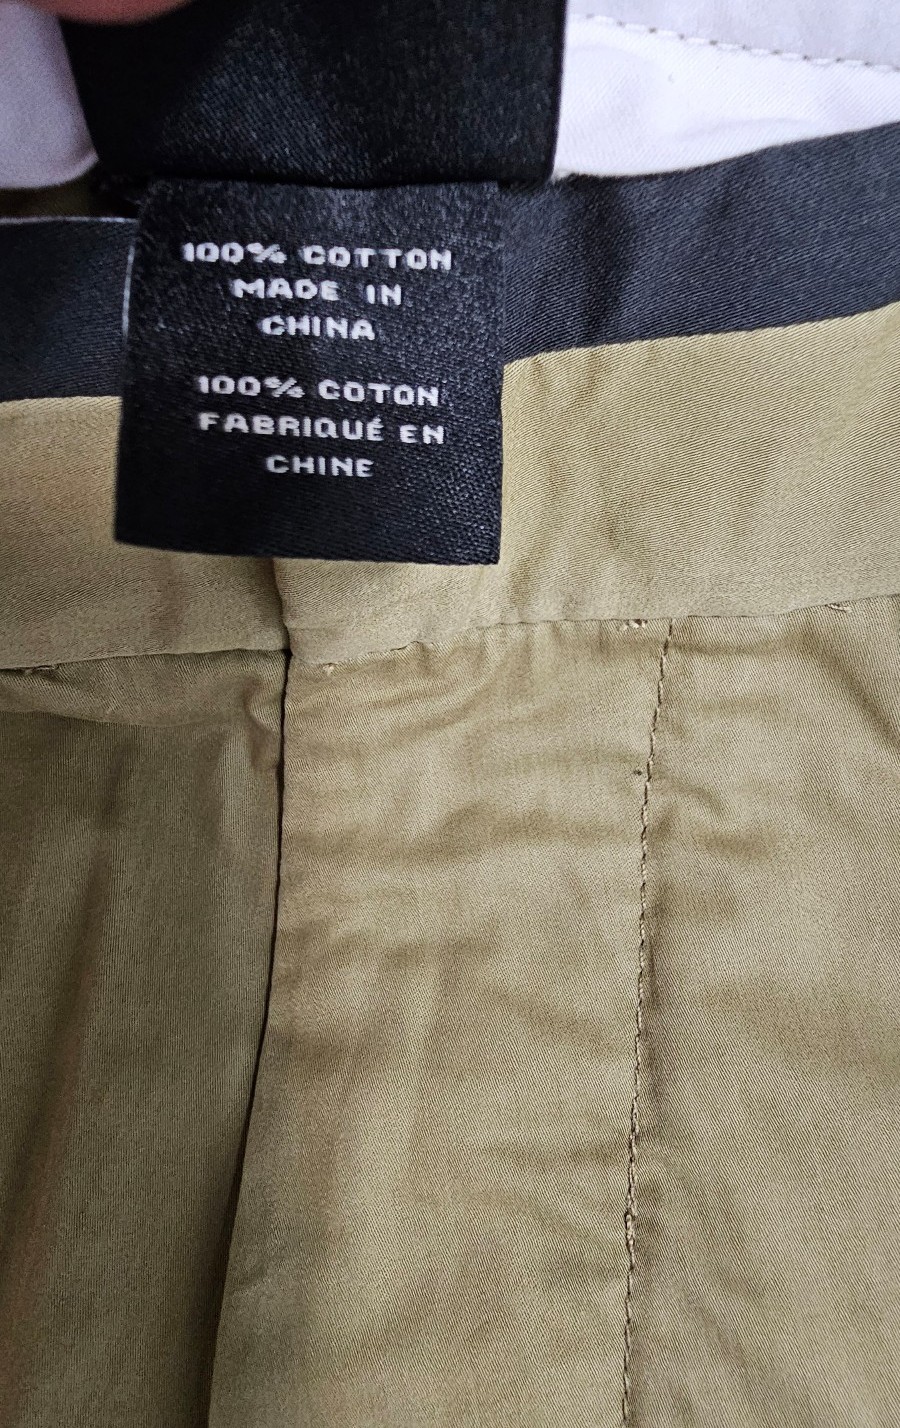 100% COTTON
MADE IN
CHINA
100% COTON
FABRIQUÉ EN
CHINE